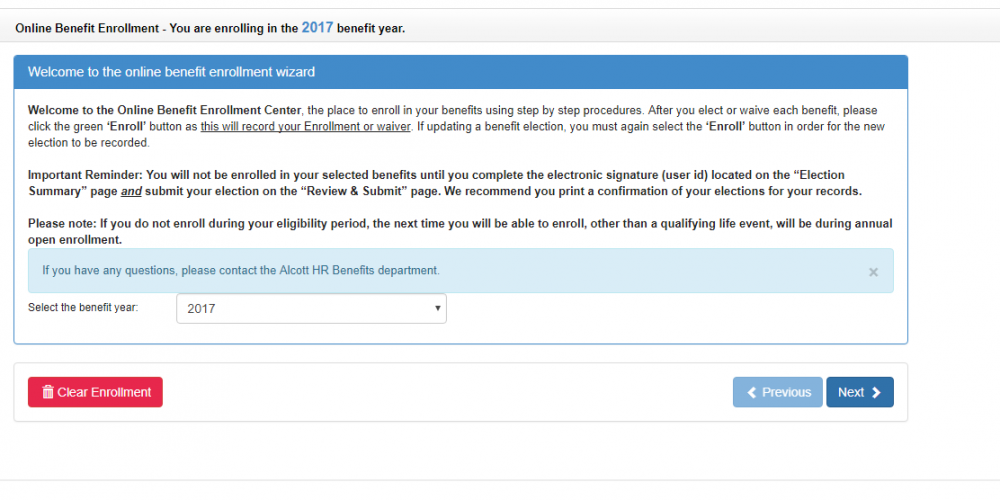 Online Benefit Enrollment - You are enrolling in the 2017 benefit year.
Welcome to the online benefit enrollment wizard
Welcome to the Online Benefit Enrollment Center, the place to enroll in your benefits using step by step procedures. After you elect or waive each benefit, please
click the green ‘Enroll’ button as this will record your Enrollment or waiver. If updating a benefit election, you must again select the ‘Enroll’ button in order for the new
election to be recorded.
Important Reminder: You will not be enrolled in your selected benefits until you complete the electronic signature (user id) located on the “Election
Summary” page and submit your election on the “Review & Submit” page. We recommend you print a confirmation of your elections for your records.
Please note: If you do not enroll during your eligibility period, the next time you will be able to enroll, other than a qualifying life event, will be during annual
open enrollment.
If you have any questions, please contact the Alcott HR Benefits department.
Select the benefit year:
2017
Clear Enrollment
Previous
Next